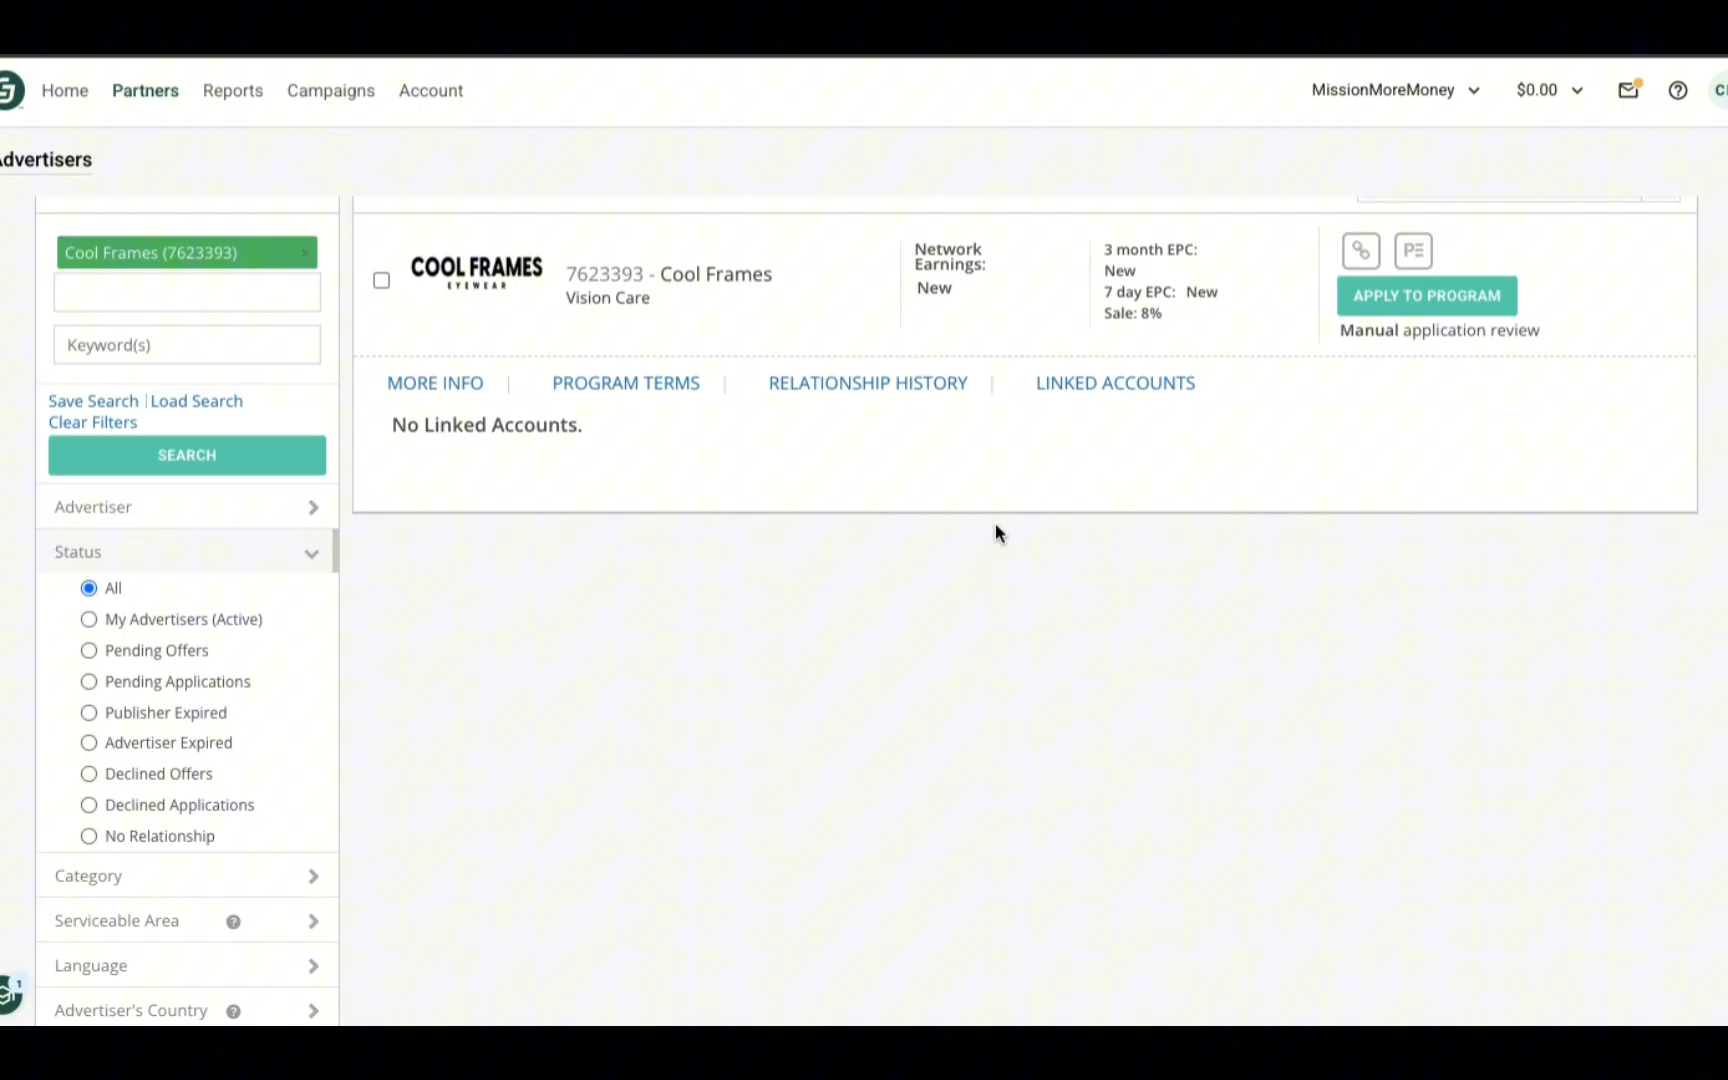 Home Partners Reports Campaigns Account MissionMoreMoney $0.00
Advertisers
Cool Frames (7623393) ×
Keyword(s)
Save Search | Load Search
Clear Filters
SEARCH
Advertiser
Status
All
My Advertisers (Active)
Pending Offers
Pending Applications
Publisher Expired
Advertiser Expired
Declined Offers
Declined Applications
No Relationship
Category
Serviceable Area ?
Language
Advertiser's Country ?
1
COOL FRAMES
EYEWEAR
7623393 - Cool Frames
Vision Care
Network
Earnings:
New
3 month EPC:
New
7 day EPC: New
Sale: 8%
PE
APPLY TO PROGRAM
Manual application review
MORE INFO | PROGRAM TERMS | RELATIONSHIP HISTORY | LINKED ACCOUNTS
No Linked Accounts.